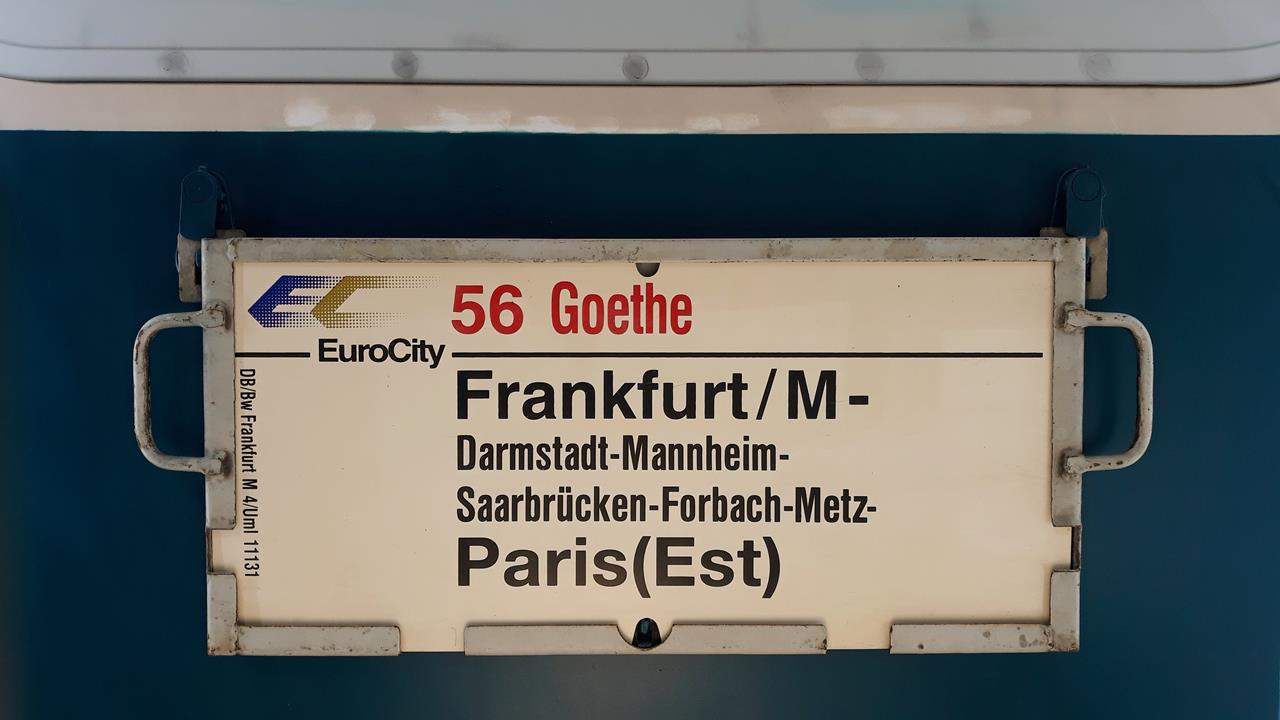 EC 56 Goethe
EuroCity
Frankfurt/M-
Darmstadt-Mannheim-
Saarbrücken-Forbach-Metz-
Paris(Est)
DB/Bw Frankfurt M 4/Uml 11131